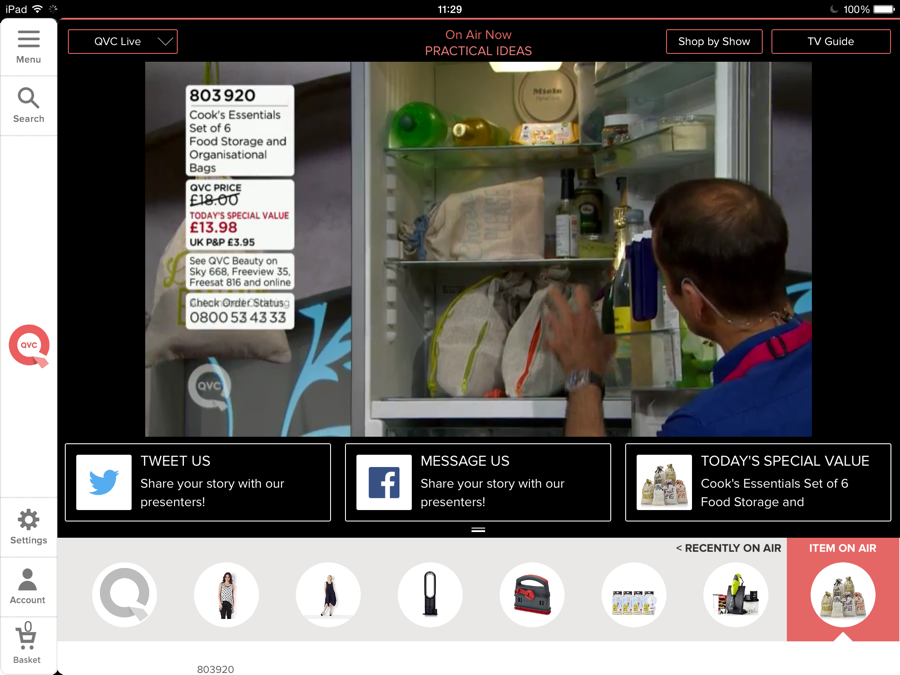 iPad
11:29
100%
Menu
Search
QVC
Settings
Account
0
Basket
QVC Live
On Air Now
PRACTICAL IDEAS
Shop by Show
TV Guide
803920
Cook's Essentials
Set of 6
Food Storage and
Organisational
Bags
QVC PRICE
£18.00
TODAY'S SPECIAL VALUE
£13.98
UK P&P £3.95
See QVC Beauty on
Sky 668, Freeview 35,
Freesat 816 and online
Check Order Status
0800 53 43 33
QVC
Miele
TWEET US
Share your story with our
presenters!
MESSAGE US
Share your story with our
presenters!
TODAY'S SPECIAL VALUE
Cook's Essentials Set of 6
Food Storage and
< RECENTLY ON AIR
ITEM ON AIR
803920